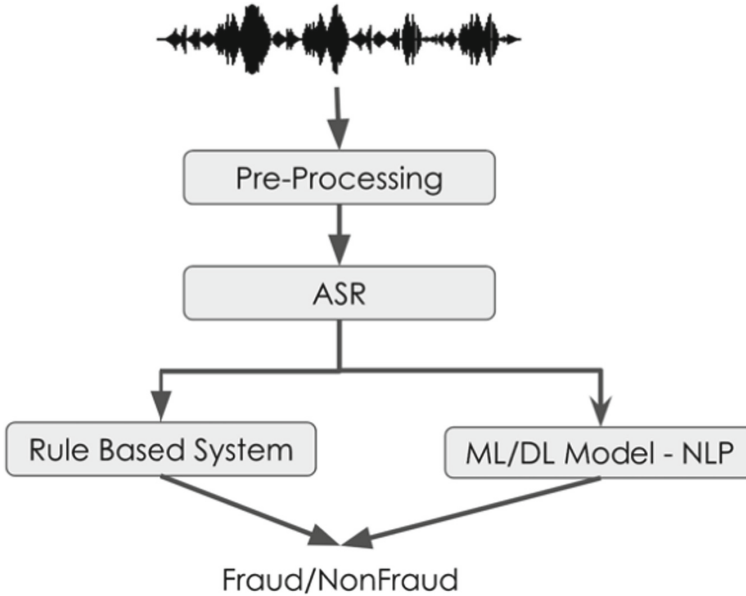 Pre-Processing
ASR
Rule Based System
ML/DL Model - NLP
Fraud/NonFraud